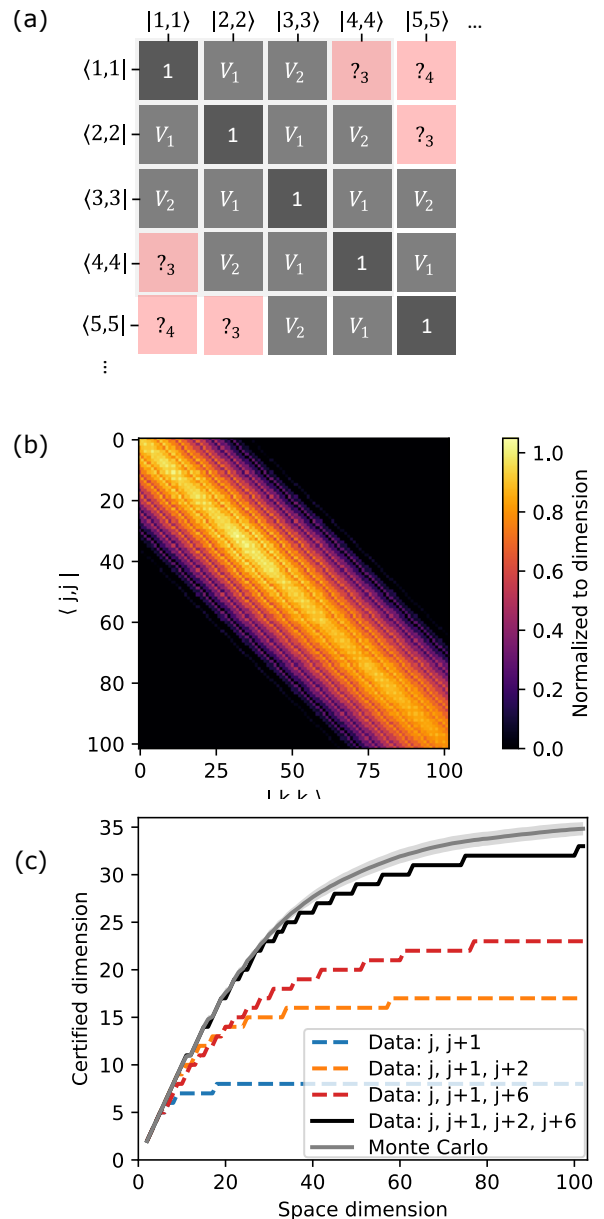 (a)
|1,1⟩ |2,2⟩ |3,3⟩ |4,4⟩ |5,5⟩ ...
⟨1,1| 1 V₁ V₂ ?₃ ?₄
⟨2,2| V₁ 1 V₁ V₂ ?₃
⟨3,3| V₂ V₁ 1 V₁ V₂
⟨4,4| ?₃ V₂ V₁ 1 V₁
⟨5,5| ?₄ ?₃ V₂ V₁ 1
...
(b)
0
20
40
60
80
100
⟨ j,j |
0 25 50 75 100
| k,k ⟩
1.0
0.8
0.6
0.4
0.2
0.0
Normalized to dimension
(c)
35
30
25
20
15
10
5
0
Certified dimension
Data: j, j+1
Data: j, j+1, j+2
Data: j, j+1, j+6
Data: j, j+1, j+2, j+6
Monte Carlo
0 20 40 60 80 100
Space dimension